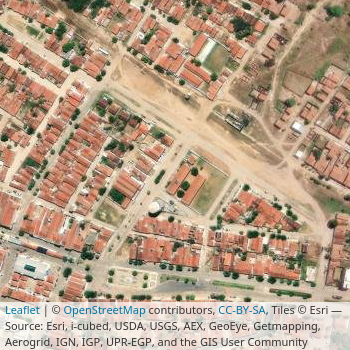 Leaflet | © OpenStreetMap contributors, CC-BY-SA, Tiles © Esri —
Source: Esri, i-cubed, USDA, USGS, AEX, GeoEye, Getmapping,
Aerogrid, IGN, IGP, UPR-EGP, and the GIS User Community